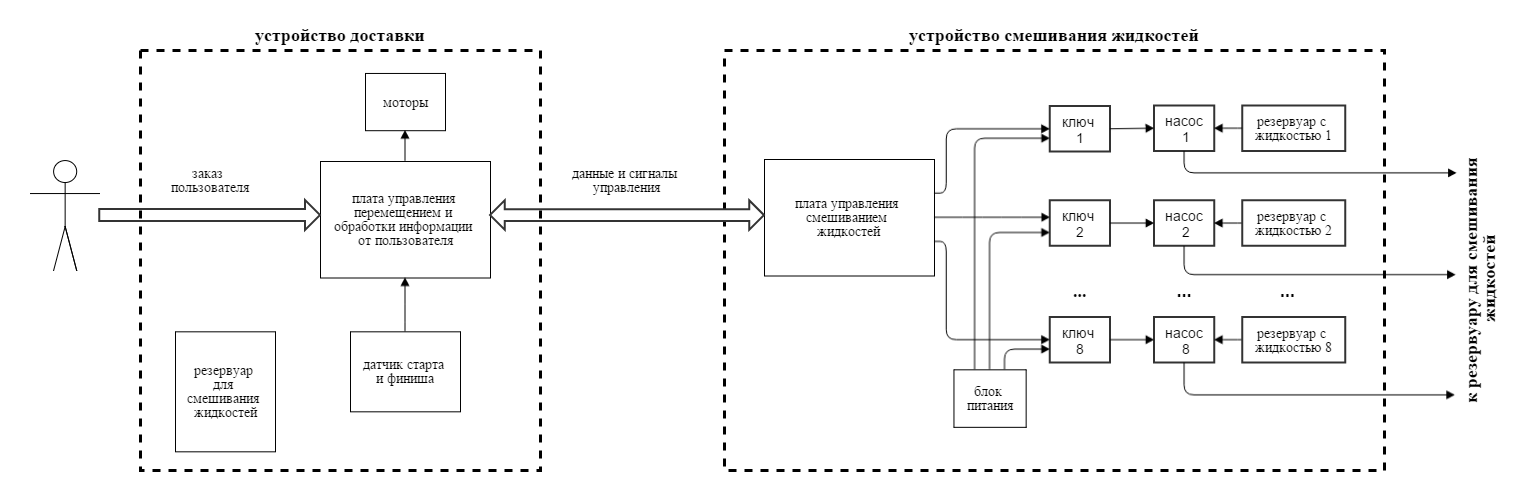 устройство доставки
моторы
заказ
пользователя
плата управления
перемещением и
обработки информации
от пользователя
датчик старта
и финиша
резервуар
для
смешивания
жидкостей
данные и сигналы
управления
устройство смешивания жидкостей
плата управления
смешиванием
жидкостей
ключ
1
насос
1
резервуар с
жидкостью 1
ключ
2
насос
2
резервуар с
жидкостью 2
...
...
...
ключ
8
насос
8
резервуар с
жидкостью 8
блок
питания
к резервуару для смешивания
жидкостей